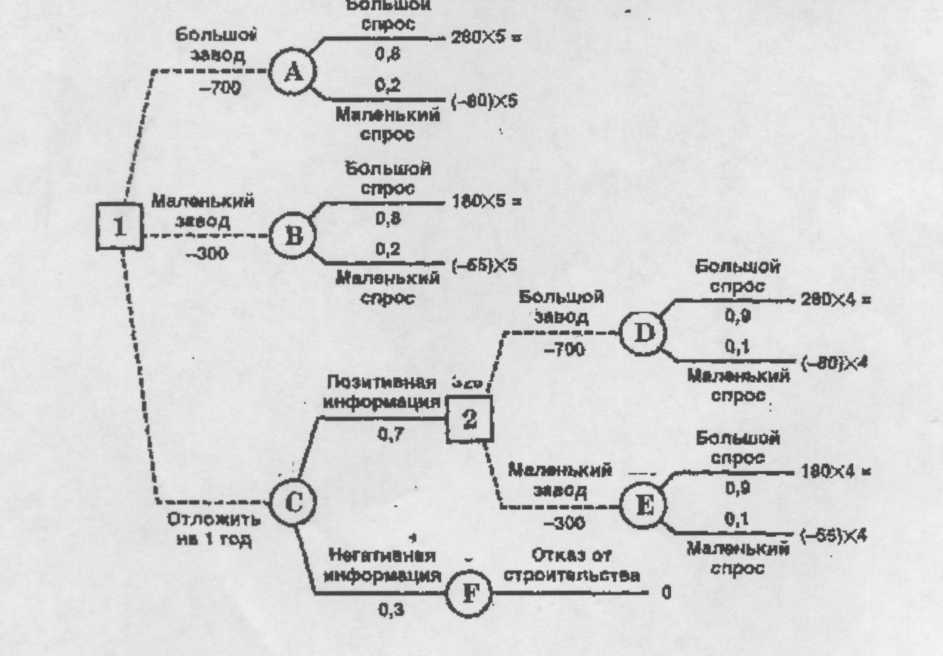 Большой
спрос
280×5 =
0,8
Большой
завод
–700
A
0,2
(–80)×5
Маленький
спрос
Большой
спрос
180×5 =
0,8
Маленький
завод
–300
1
B
0,2
(–55)×5
Маленький
спрос
Большой
спрос
280×4 =
0,9
Большой
завод
–700
D
0,1
(–80)×4
Маленький
спрос
Позитивная
информация
0,7
2
Большой
спрос
180×4 =
0,9
Маленький
завод
–300
E
0,1
(–55)×4
Маленький
спрос
C
Отложить
на 1 год
Негативная
информация
0,3
F
Отказ от
строительства
0